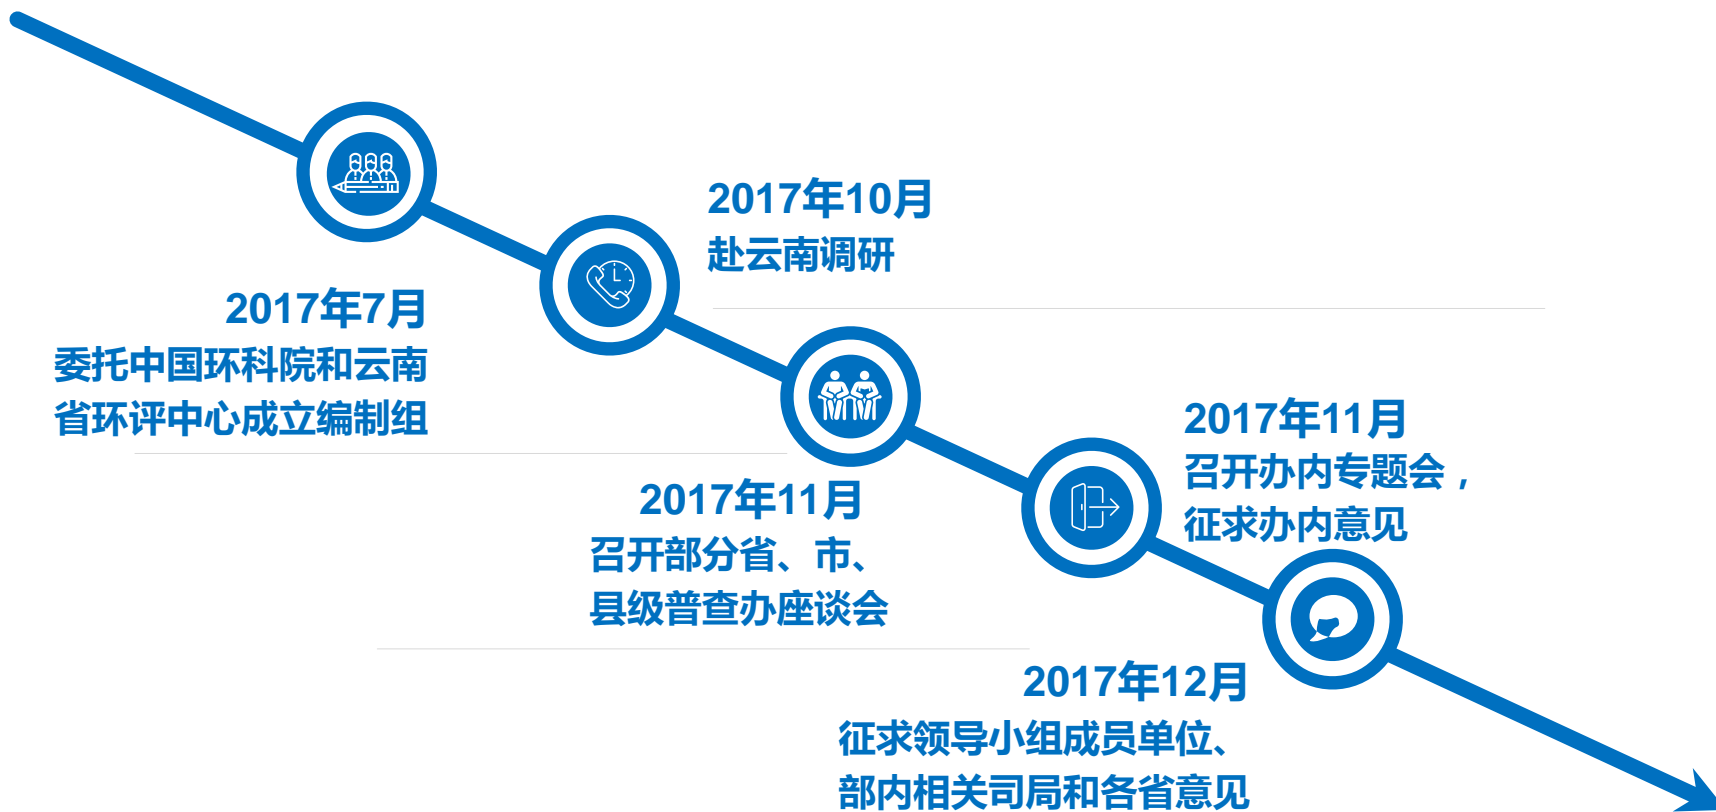 2017年7月
委托中国环科院和云南
省环评中心成立编制组
2017年10月
赴云南调研
2017年11月
召开部分省、市、
县级普查办座谈会
2017年11月
召开办内专题会，
征求办内意见
2017年12月
征求领导小组成员单位、
部内相关司局和各省意见